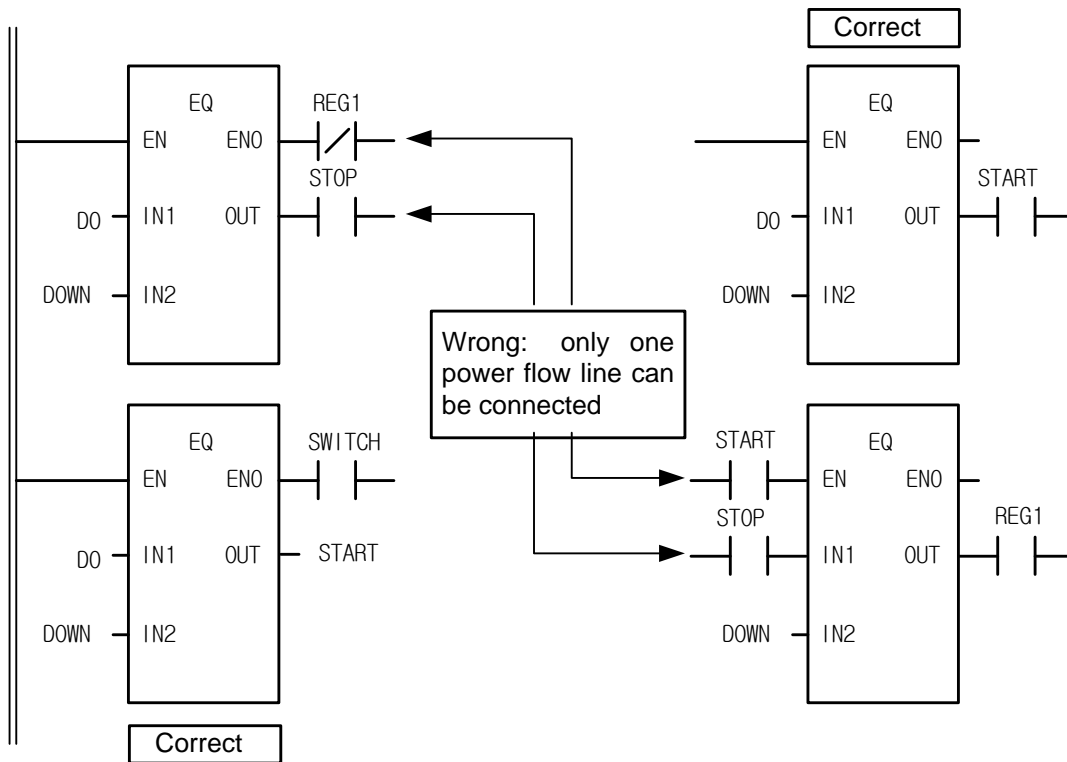 Correct
EQ
EN ENO
REG1
STOP
DO IN1 OUT
DOWN IN2
EQ
EN ENO
START
DO IN1 OUT
DOWN IN2
Wrong: only one
power flow line can
be connected
EQ
EN ENO
SWITCH
DO IN1 OUT START
DOWN IN2
Correct
START
STOP
EQ
EN ENO
REG1
IN1 OUT
DOWN IN2